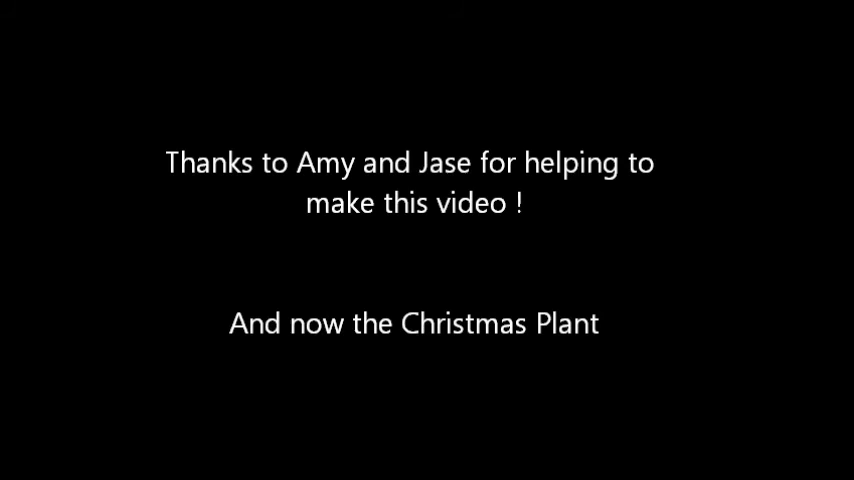 Thanks to Amy and Jase for helping to
make this video !
And now the Christmas Plant